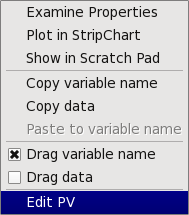 Examine Properties
Plot in StripChart
Show in Scratch Pad
Copy variable name
Copy data
Paste to variable name
Drag variable name
Drag data
Edit PV